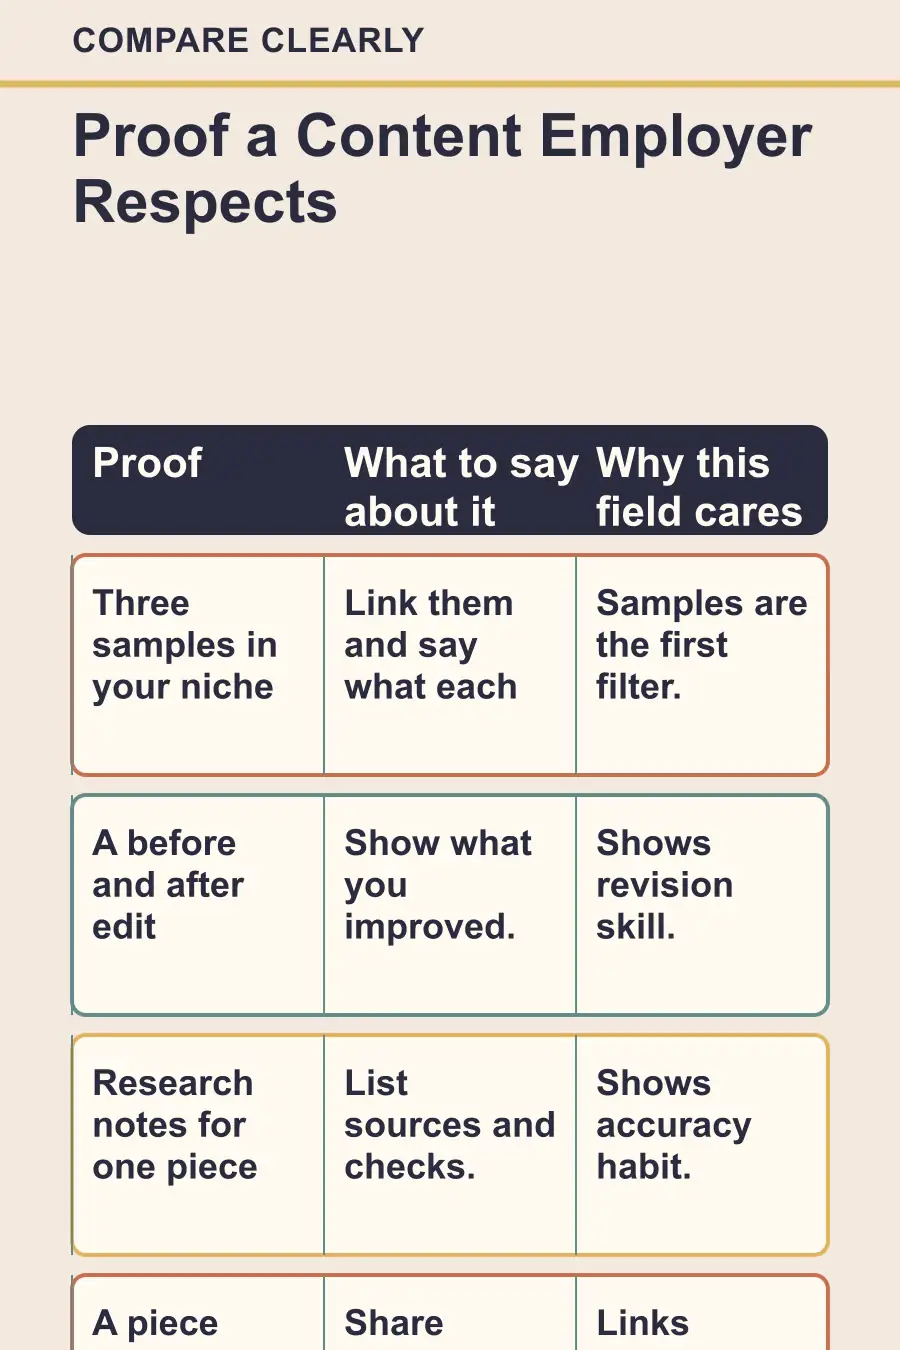 COMPARE CLEARLY
Proof a Content Employer
Respects
Proof
What to say
about it
Why this
field cares
Three
samples in
your niche
Link them
and say
what each
Samples are
the first
filter.
A before
and after
edit
Show what
you
improved.
Shows
revision
skill.
Research
notes for
one piece
List
sources and
checks.
Shows
accuracy
habit.
A piece
Share
Links